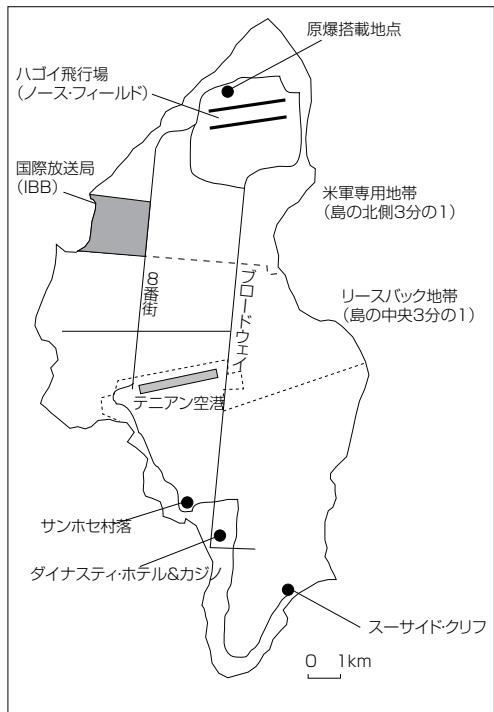 原爆搭載地点
ハゴイ飛行場
（ノース・フィールド）
国際放送局
（IBB）
米軍専用地帯
（島の北側3分の1）
8番街
ブロードウェイ
リースバック地帯
（島の中央3分の1）
テニアン空港
サンホセ村落
ダイナスティ・ホテル&カジノ
スーサイド・クリフ
0 1km